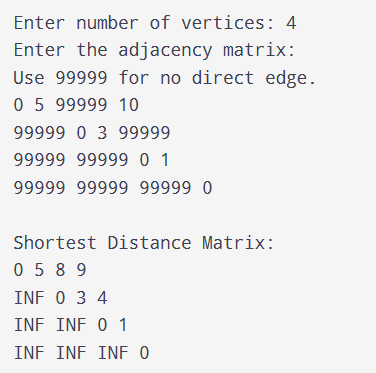 Enter number of vertices: 4
Enter the adjacency matrix:
Use 99999 for no direct edge.
0 5 99999 10
99999 0 3 99999
99999 99999 0 1
99999 99999 99999 0
Shortest Distance Matrix:
0 5 8 9
INF 0 3 4
INF INF 0 1
INF INF INF 0